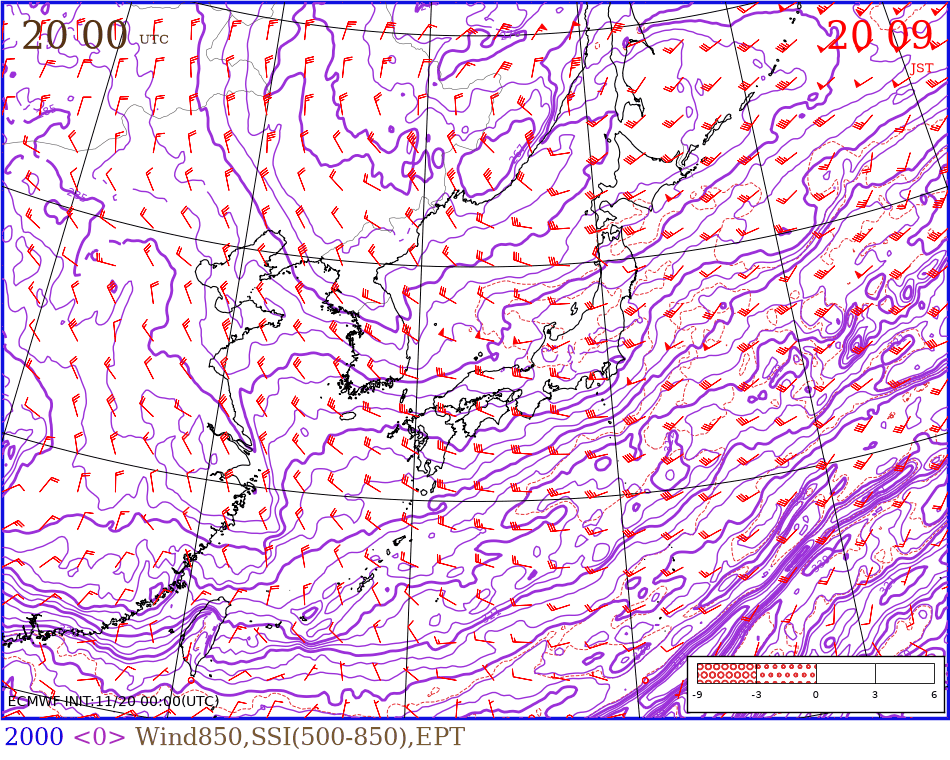 20 00 UTC
20 09
JST
-9 -3 0 3 6
ECMWF INIT:11/20 00:00(UTC)
2000 <0> Wind850,SSI(500-850),EPT